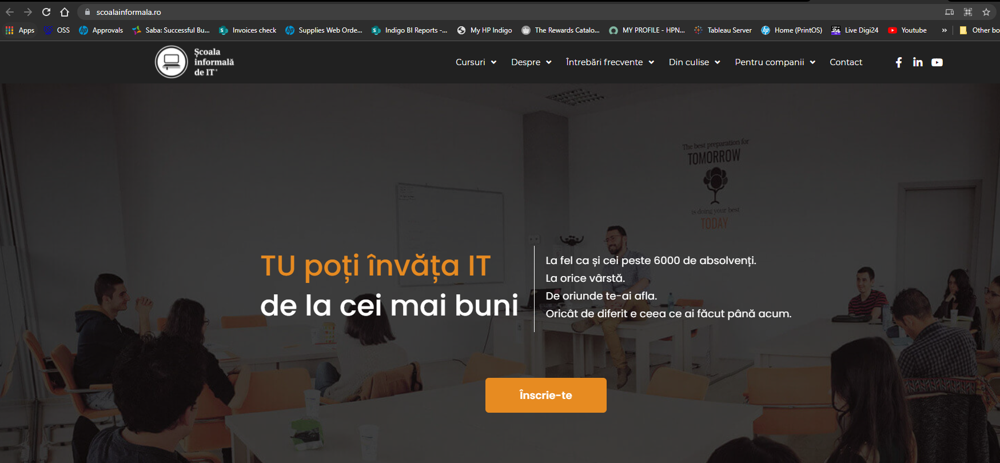 scoalainformala.ro
Apps
OSS
Approvals
Saba: Successful Bu...
Invoices check
Supplies Web Orde...
Indigo BI Reports -...
My HP Indigo
The Rewards Catalo...
MY PROFILE - HPN...
Tableau Server
Home (PrintOS)
Live Digi24
Youtube
»
Other bo
Școala
informală
de IT
Cursuri
Despre
Întrebări frecvente
Din culise
Pentru companii
Contact
The best preparation for
TOMORROW
is doing your best
TODAY
TU poți învăța IT
de la cei mai buni
La fel ca și cei peste 6000 de absolvenți.
La orice vârstă.
De oriunde te-ai afla.
Oricât de diferit e ceea ce ai făcut până acum.
Înscrie-te